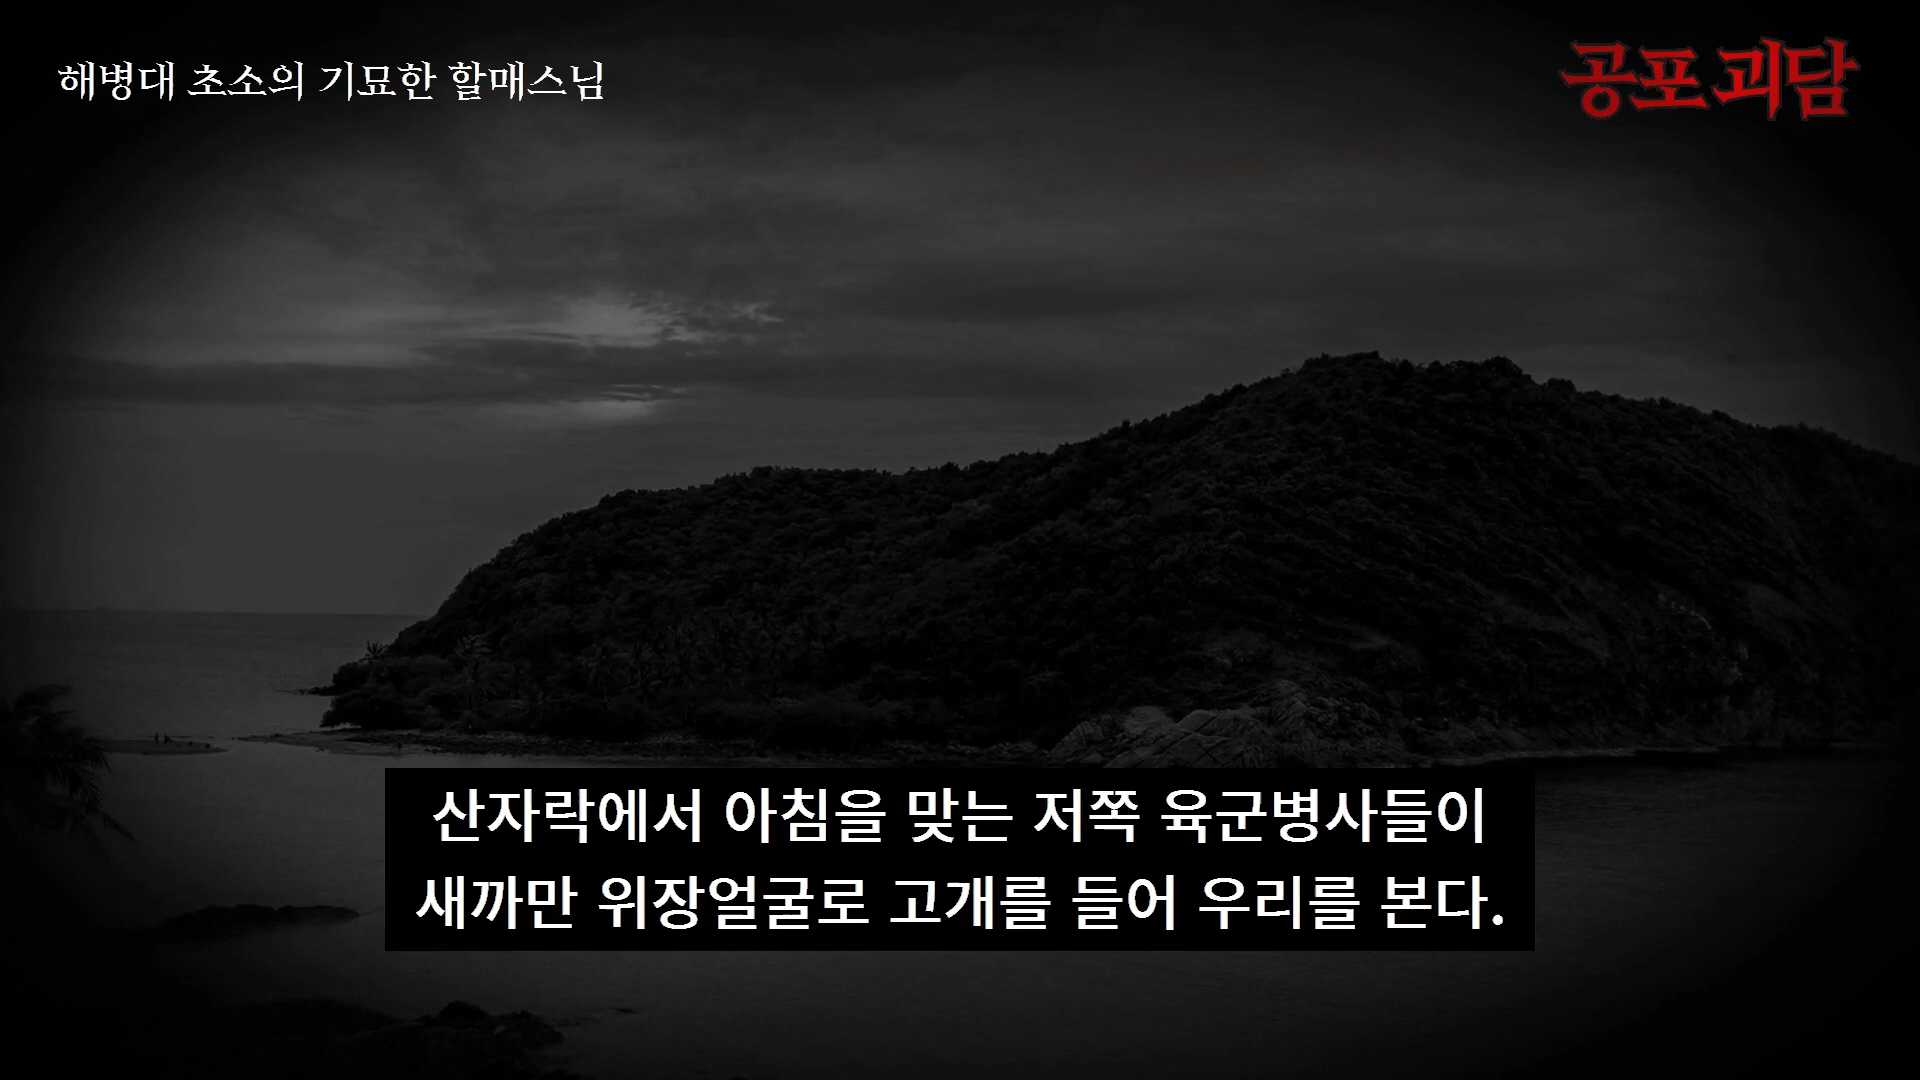 해병대 초소의 기묘한 할매스님
공포 괴담
산자락에서 아침을 맞는 저쪽 육군병사들이
새까만 위장얼굴로 고개를 들어 우리를 본다.